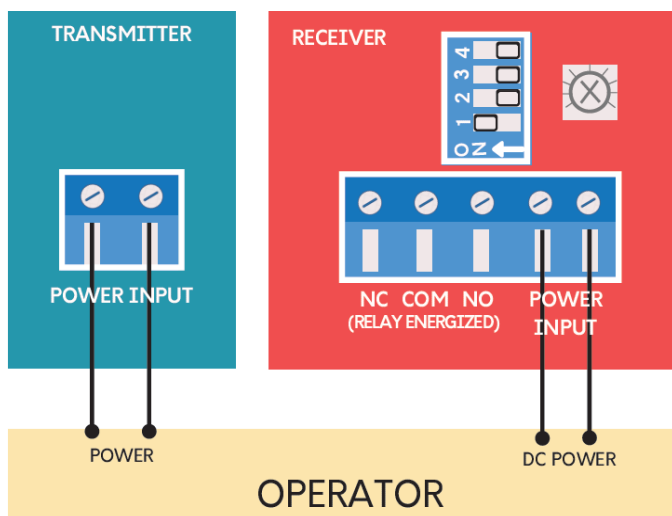 TRANSMITTER
POWER INPUT
RECEIVER
4
3
2
1
ON
NC COM NO
(RELAY ENERGIZED)
POWER
INPUT
POWER
DC POWER
OPERATOR